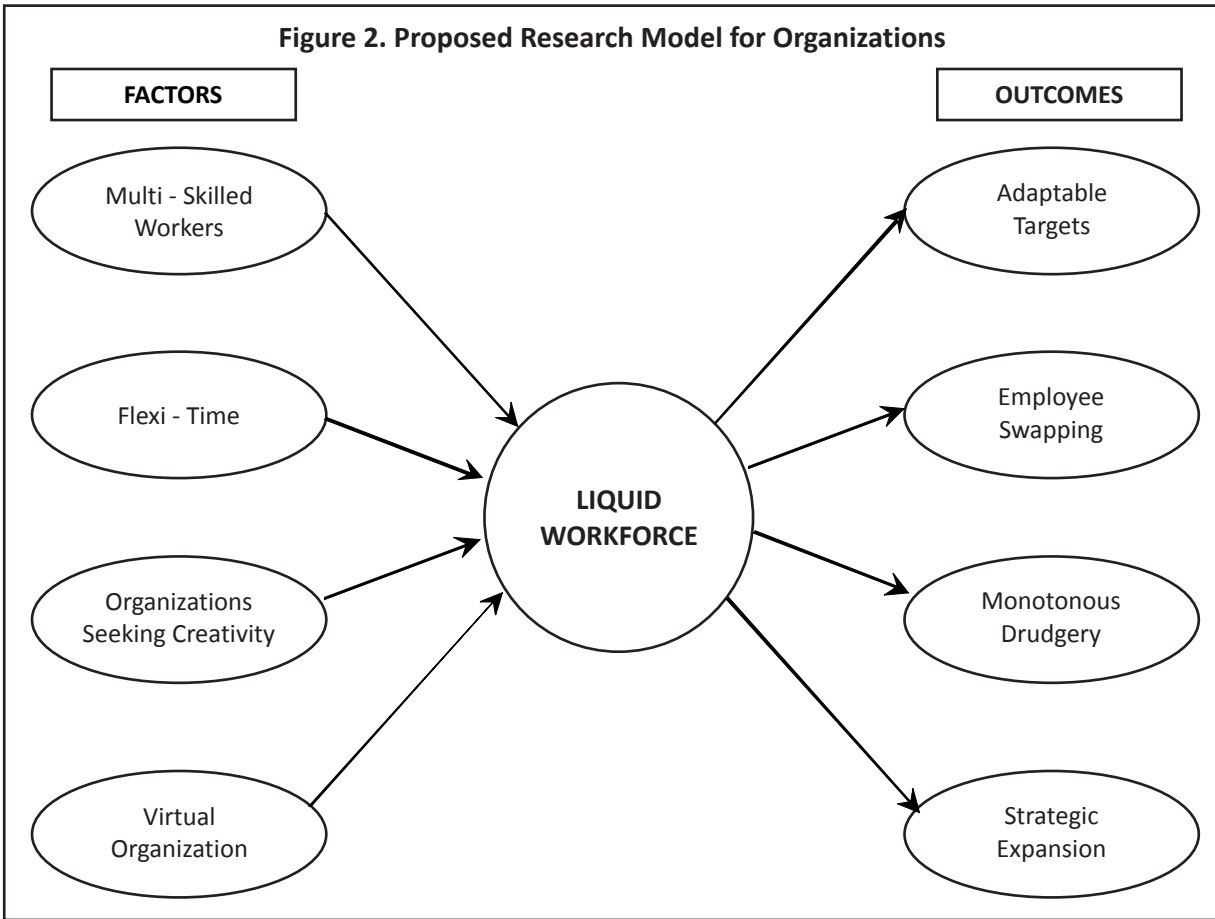 Figure 2. Proposed Research Model for Organizations
FACTORS
OUTCOMES
Multi - Skilled
Workers
Adaptable
Targets
Flexi - Time
Employee
Swapping
LIQUID
WORKFORCE
Organizations
Seeking Creativity
Monotonous
Drudgery
Virtual
Organization
Strategic
Expansion